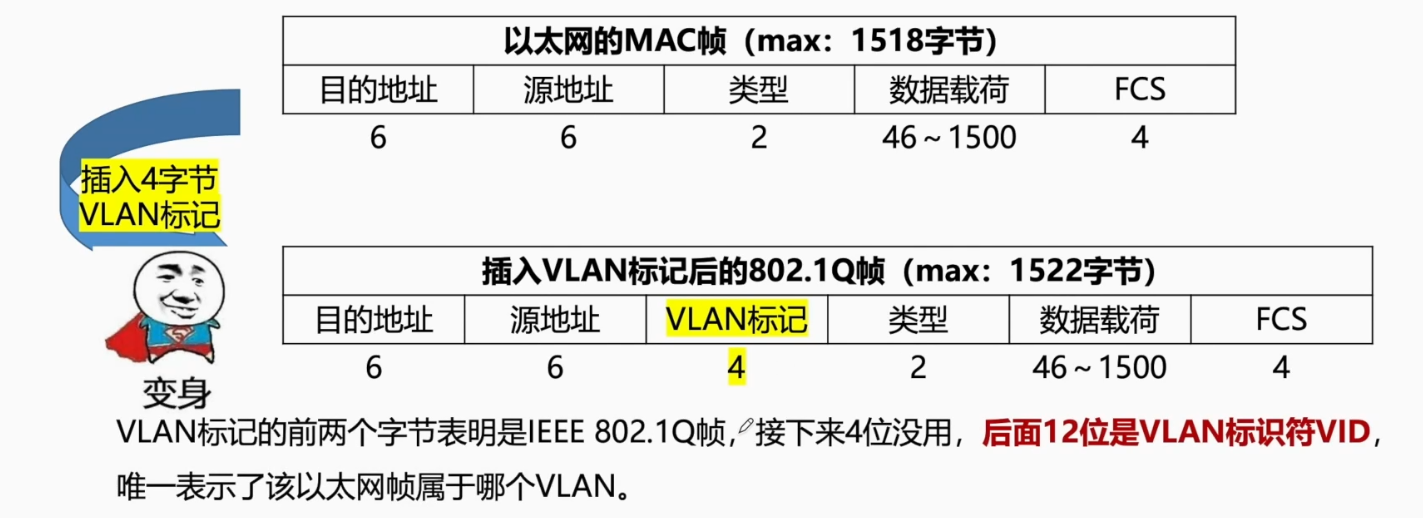 以太网的MAC帧（max：1518字节）
目的地址 源地址 类型 数据载荷 FCS
6 6 2 46~1500 4
插入4字节
VLAN标记
插入VLAN标记后的802.1Q帧（max：1522字节）
目的地址 源地址 VLAN标记 类型 数据载荷 FCS
6 6 4 2 46~1500 4
变身
VLAN标记的前两个字节表明是IEEE 802.1Q帧，接下来4位没用，后面12位是VLAN标识符VID，
唯一表示了该以太网帧属于哪个VLAN。